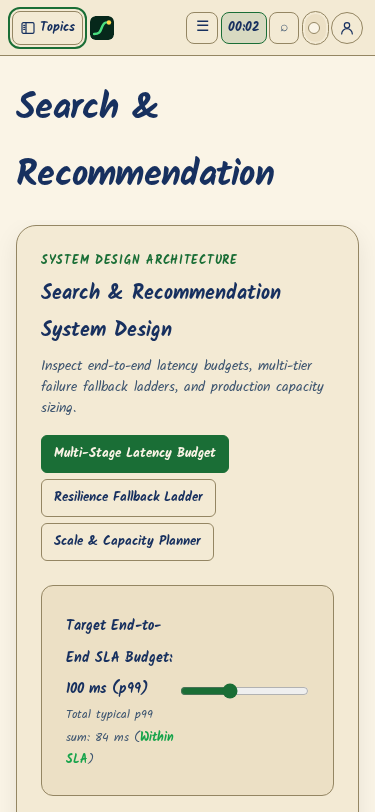 Topics
00:02
Search &
Recommendation
SYSTEM DESIGN ARCHITECTURE
Search & Recommendation
System Design
Inspect end-to-end latency budgets, multi-tier
failure fallback ladders, and production capacity
sizing.
Multi-Stage Latency Budget
Resilience Fallback Ladder
Scale & Capacity Planner
Target End-to-
End SLA Budget:
100 ms (p99)
Total typical p99
sum: 84 ms (Within
SLA)